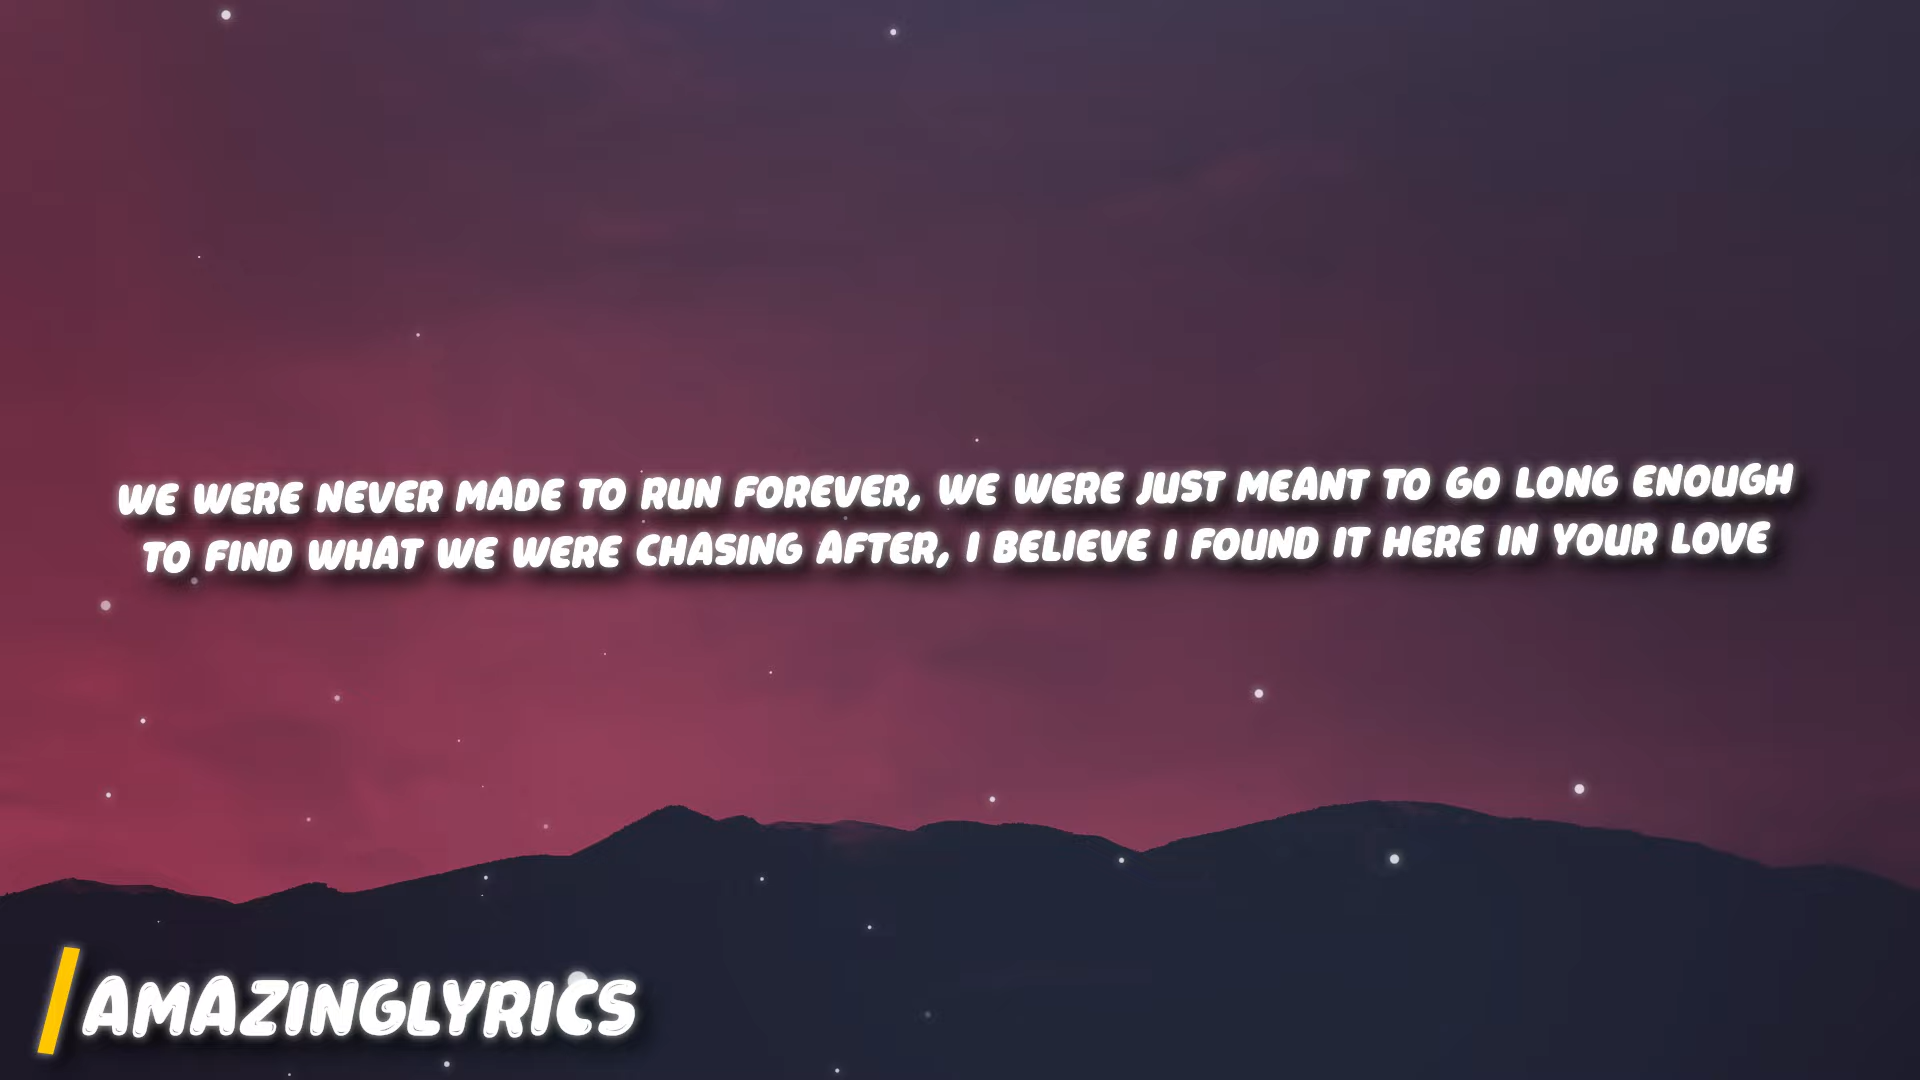 WE WERE NEVER MADE TO RUN FOREVER, WE WERE JUST MEANT TO GO LONG ENOUGH
TO FIND WHAT WE WERE CHASING AFTER, I BELIEVE I FOUND IT HERE IN YOUR LOVE
AMAZINGLYRICS